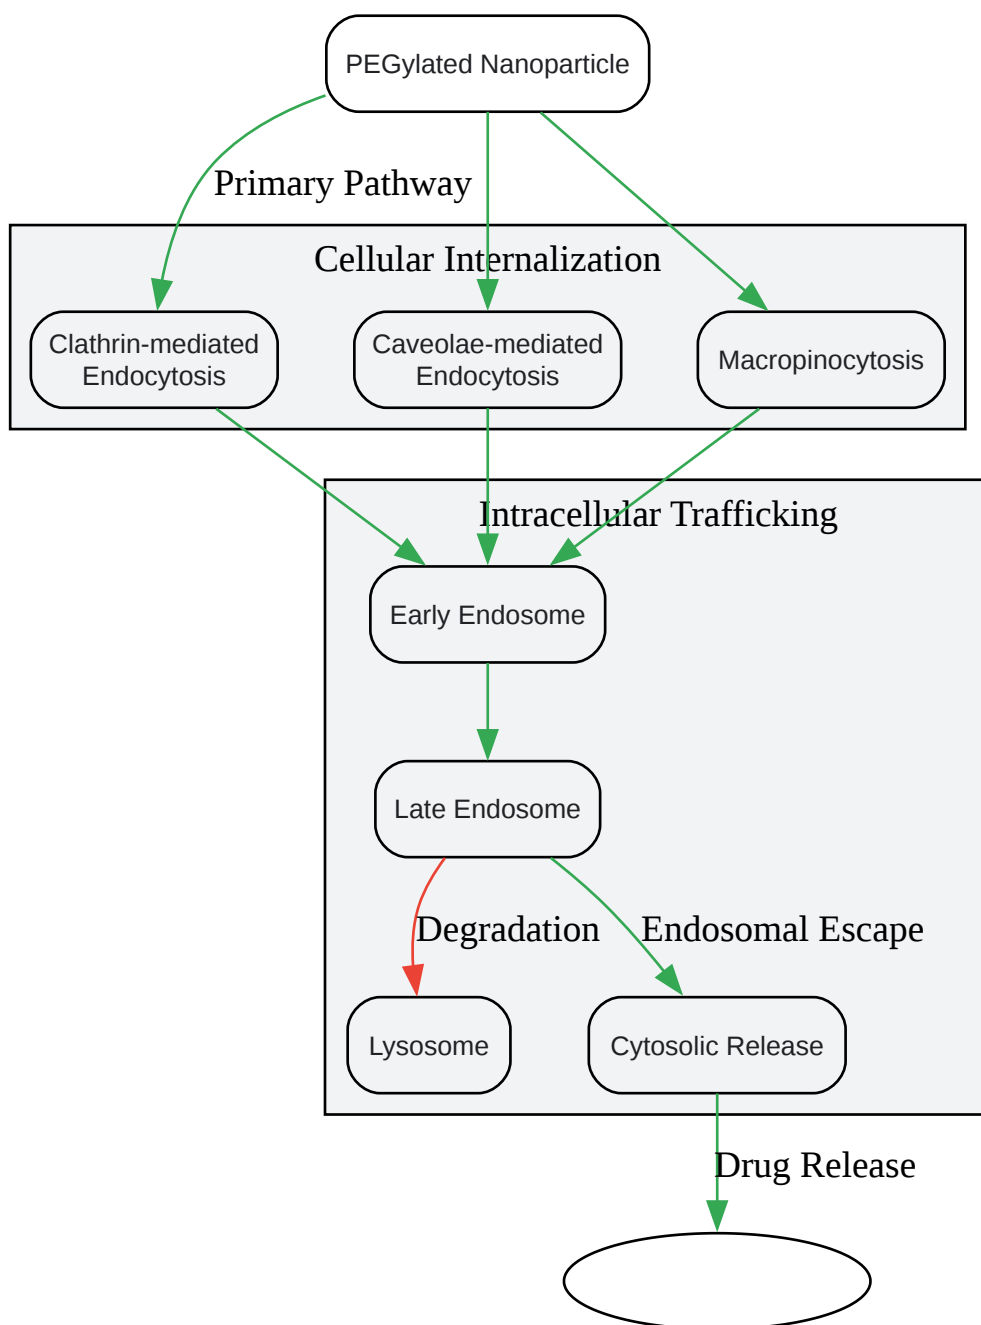 PEGylated Nanoparticle
Primary Pathway
Cellular Internalization
Clathrin-mediated
Endocytosis
Caveolae-mediated
Endocytosis
Macropinocytosis
Intracellular Trafficking
Early Endosome
Late Endosome
Degradation
Endosomal Escape
Lysosome
Cytosolic Release
Drug Release